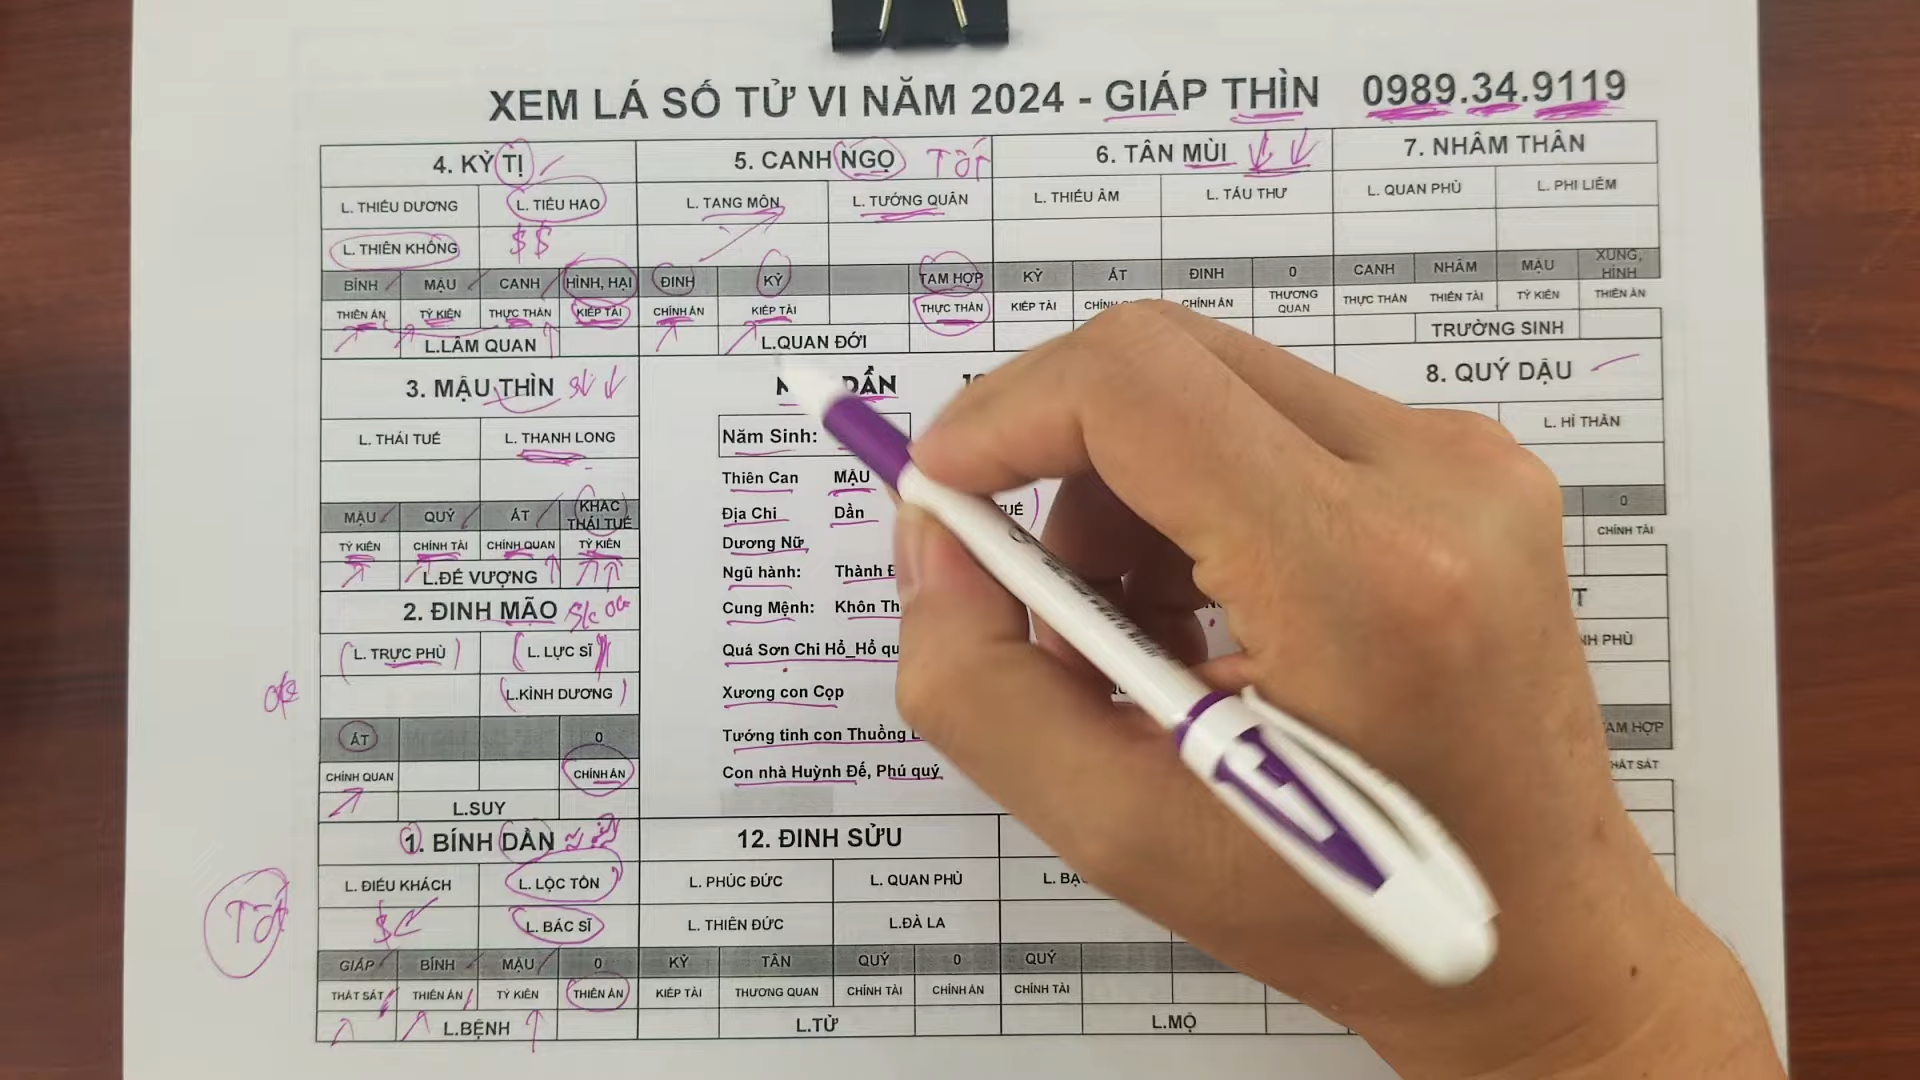 XEM LÁ SỐ TỬ VI NĂM 2024 - GIÁP THÌN 0989.34.9119
4. KỶ TỊ
L. THIẾU DƯƠNG L. TIỂU HAO
L. THIÊN KHÔNG $$
BÍNH MẬU CANH HÌNH, HẠI
THIÊN ẤN TỶ KIÊN THỰC THẦN KIẾP TÀI
L.LÂM QUAN
5. CANH NGỌ TỐT
L. TANG MÔN L. TƯỚNG QUÂN
ĐINH KỶ TAM HỢP
CHÍNH ẤN KIẾP TÀI THỰC THẦN
L.QUAN ĐỚI
6. TÂN MÙI
L. THIẾU ÂM L. TẤU THƯ
KỶ ẤT ĐINH 0
KIẾP TÀI CHÍNH ẤN THƯƠNG QUAN
7. NHÂM THÂN
L. QUAN PHÙ L. PHI LIÊM
CANH NHÂM MẬU XUNG, HÌNH
THỰC THẦN THIÊN TÀI TỶ KIÊN THIÊN ẤN
TRƯỜNG SINH
3. MẬU THÌN
L. THÁI TUẾ L. THANH LONG
MẬU QUÝ ẤT KHẮC THÁI TUẾ
TỶ KIÊN CHÍNH TÀI CHÍNH QUAN TỶ KIÊN
L.ĐẾ VƯỢNG
DẦN
Năm Sinh:
Thiên Can MẬU
Địa Chi Dần
Dương Nữ
Ngũ hành: Thành
Cung Mệnh: Khôn
Quá Sơn Chi Hổ_Hổ
Xương con Cọp
Tướng tinh con Thuồng
Con nhà Huỳnh Đế, Phú quý
8. QUÝ DẬU
L. HỈ THẦN
0
CHÍNH TÀI
2. ĐINH MÃO
L. TRỰC PHÙ L. LỰC SĨ
L.KÌNH DƯƠNG
ẤT 0
CHÍNH QUAN CHÍNH ẤN
L.SUY
1. BÍNH DẦN
TỐT
L. ĐIẾU KHÁCH L. LỘC TỒN
$ L. BÁC SĨ
GIÁP BÍNH MẬU 0
THẤT SÁT THIÊN ẤN TỶ KIÊN THIÊN ẤN
L.BỆNH
12. ĐINH SỬU
L. PHÚC ĐỨC L. QUAN PHỦ
L. THIÊN ĐỨC L.ĐÀ LA
KỶ TÂN QUÝ 0
KIẾP TÀI THƯƠNG QUAN CHÍNH TÀI CHÍNH ẤN
L.TỬ
QUÝ
CHÍNH TÀI
L.MỘ